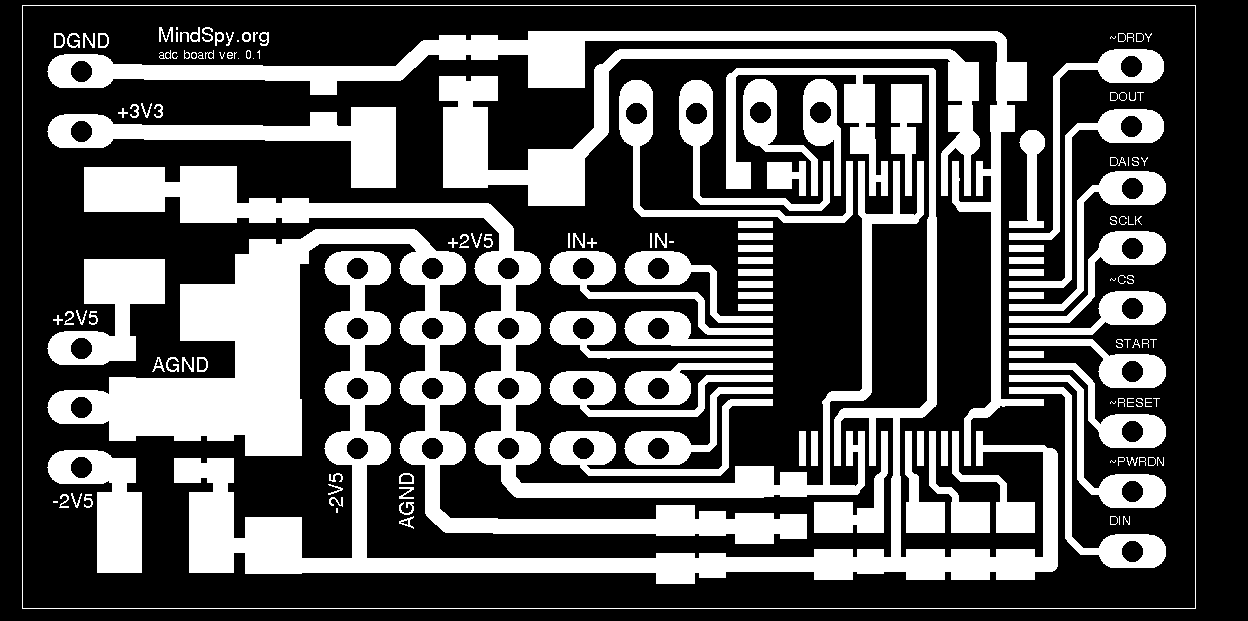 DGND
MindSpy.org
adc board ver. 0.1
~DRDY
+3V3
DOUT
DAISY
SCLK
+2V5
IN+
IN-
~CS
+2V5
START
AGND
~RESET
~PWRDN
-2V5
-2V5
AGND
DIN